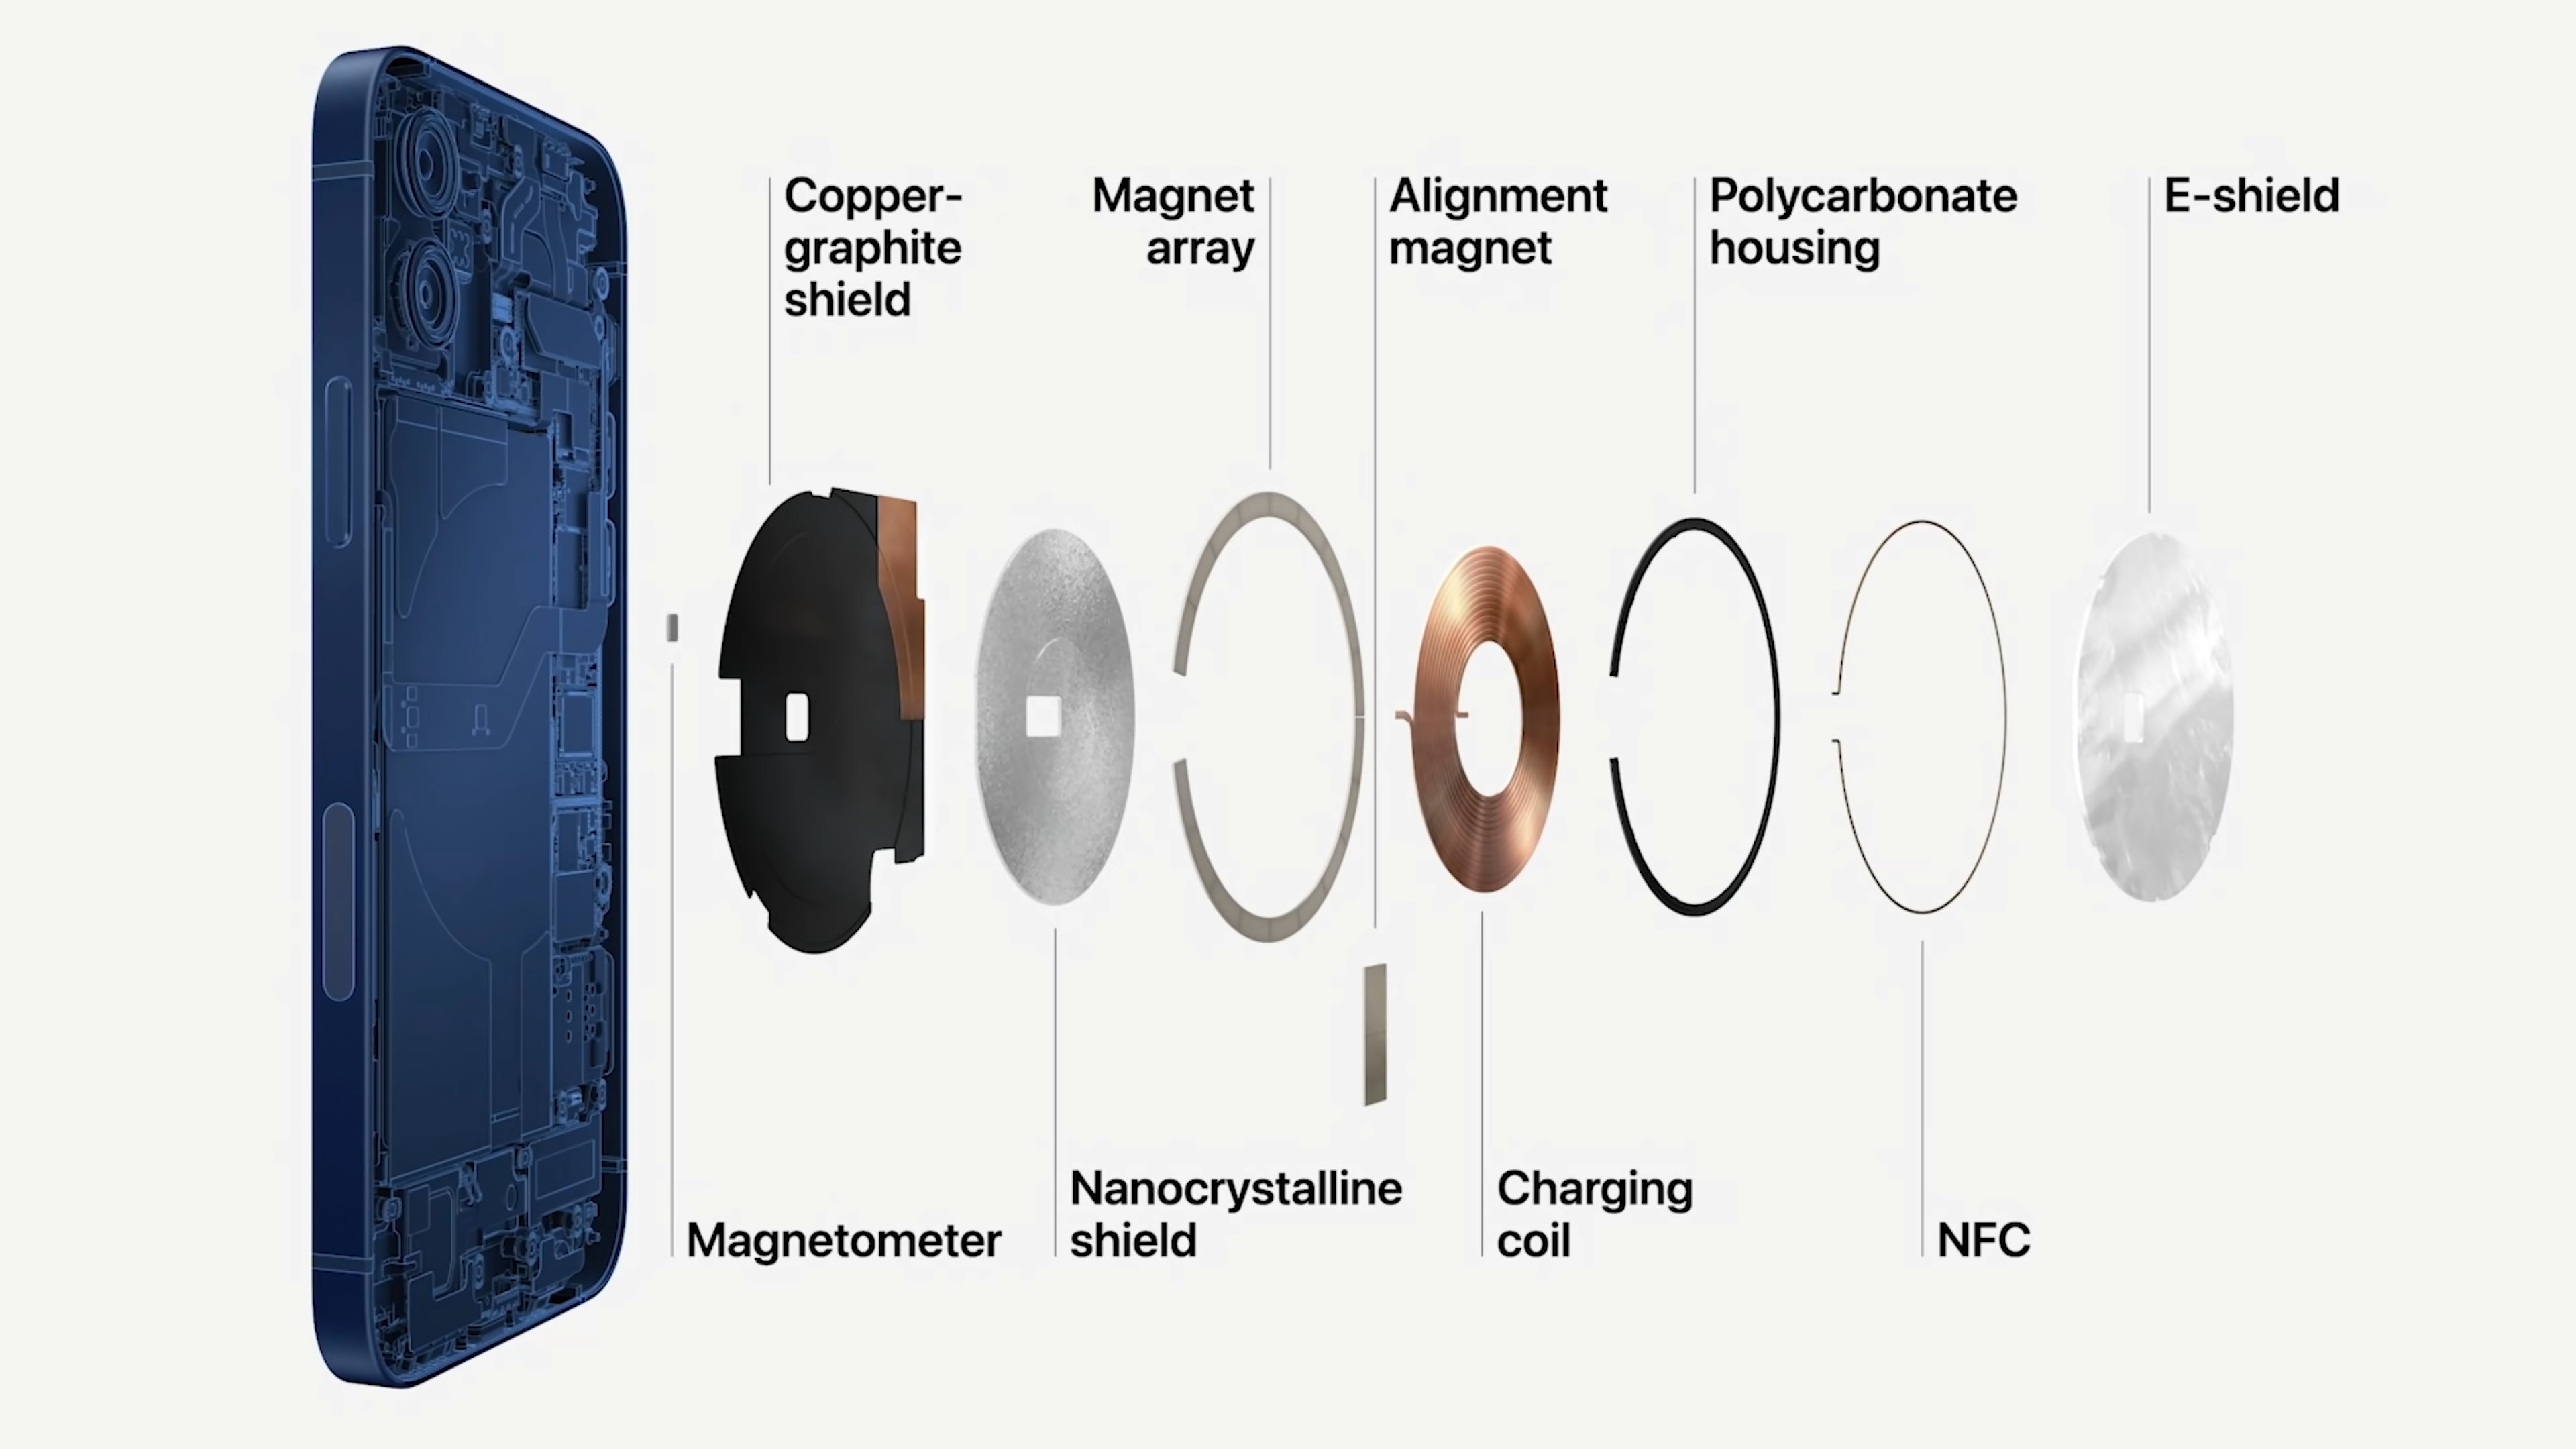 Copper-
graphite
shield
Magnet
array
Alignment
magnet
Polycarbonate
housing
E-shield
Magnetometer
Nanocrystalline
shield
Charging
coil
NFC